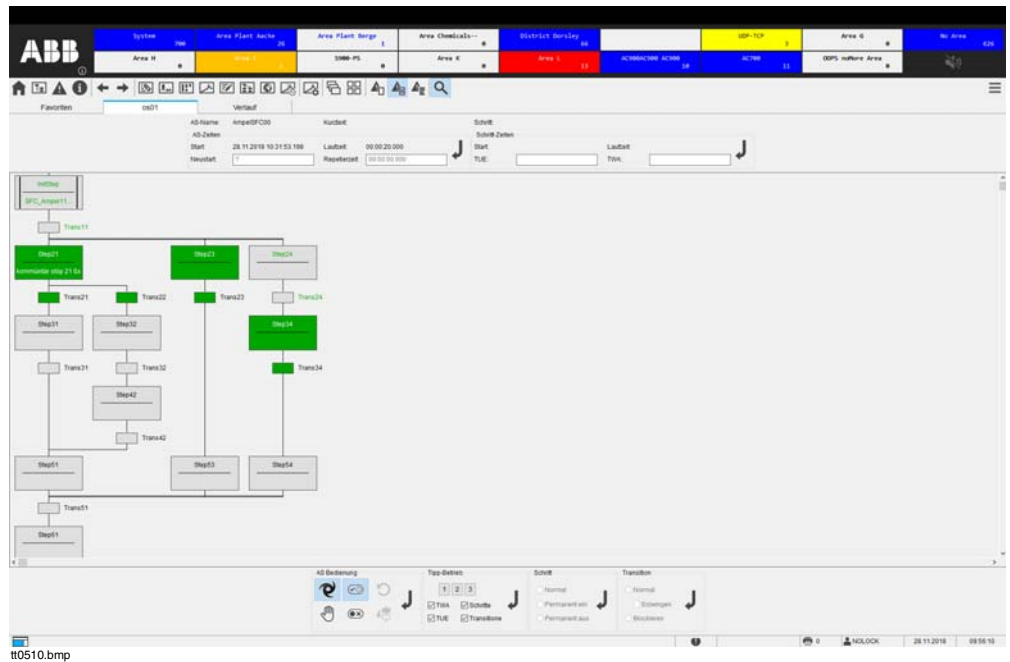 ABB
System 700
Area Plant Aache 26
Area Plant Berge 1
Area Chemicals-- 0
District Dorsley 66
UDP-TCP 3
Area G 0
No Area 626
Area H 0
S900-PS 0
Area K 0
Area L 13
AC900AC900 AC900 10
AC700 11
OOPS noMore Area 0
Favoriten os01 Verlauf
AS-Name: AmpelSFC00 Kurztext: Schritt:
AS-Zeiten Schritt-Zeiten
Start: 28.11.2018 10:31:53.198 Laufzeit: 00:00:20.000 Start: Laufzeit:
Neustart: ? Repetierzeit: 00:00:00.000 TUE: TWA:
InitStep
SFC_Ampel11...
Trans11
Step21 Step23 Step24
kommentar step 21 6x
Trans21 Trans22 Trans23 Trans24
Step31 Step32 Step34
Trans31 Trans32 Trans34
Step42
Trans42
Step51 Step53 Step54
Trans51
Step61
AS Bedienung Tipp-Betrieb: Schritt Transition
1 2 3 Normal Normal
TWA Schritte Permanent ein Erzwingen
TUE Transitione Permanent aus Blockieren
0 NOLOCK 28.11.2018 09:56:10
tt0510.bmp